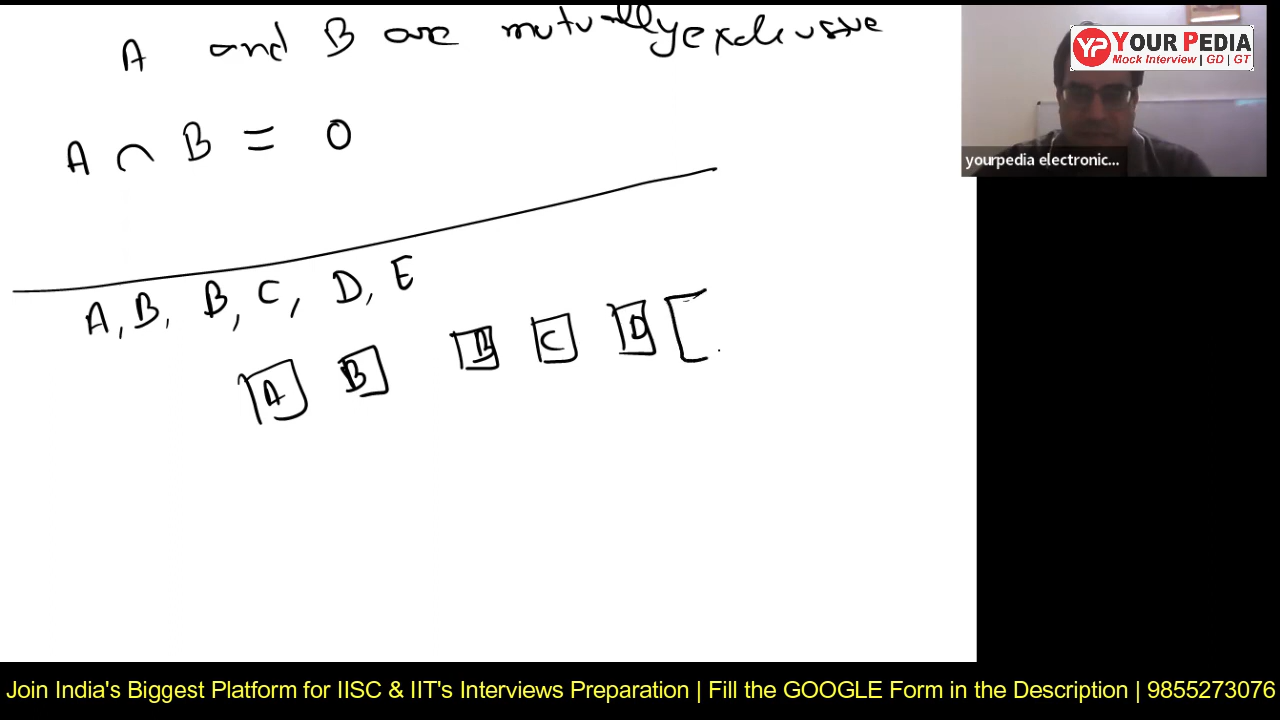 A and B are mutually exclusive
A ∩ B = 0
A, B, B, C, D, E
A B B C D
YP YOUR PEDIA
Mock Interview | GD | GT
yourpedia electronic...
Join India's Biggest Platform for IISC & IIT's Interviews Preparation | Fill the GOOGLE Form in the Description | 9855273076